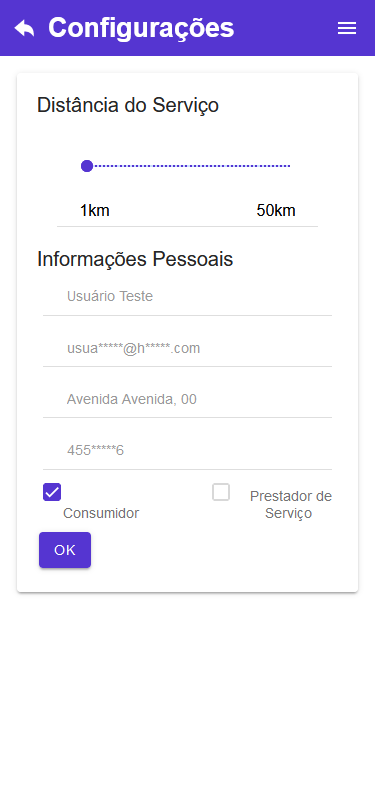 Configurações
Distância do Serviço
1km 50km
Informações Pessoais
Usuário Teste
usua*****@h*****.com
Avenida Avenida, 00
455*****6
Consumidor
Prestador de
Serviço
OK